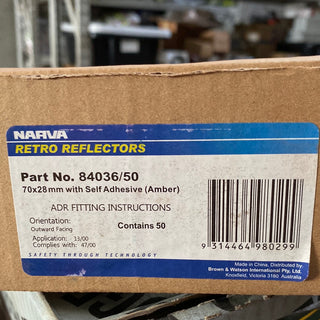 NARVA
RETRO REFLECTORS
Part No. 84036/50
70x28mm with Self Adhesive (Amber)
ADR FITTING INSTRUCTIONS
Orientation:
Outward Facing
Contains 50
Application: 13/00
Complies with: 47/00
SAFETY THROUGH TECHNOLOGY
9 314464 980299
Made in China, Distributed by
Brown & Watson International Pty, Ltd.
Knoxfield, Victoria 3180
Australia